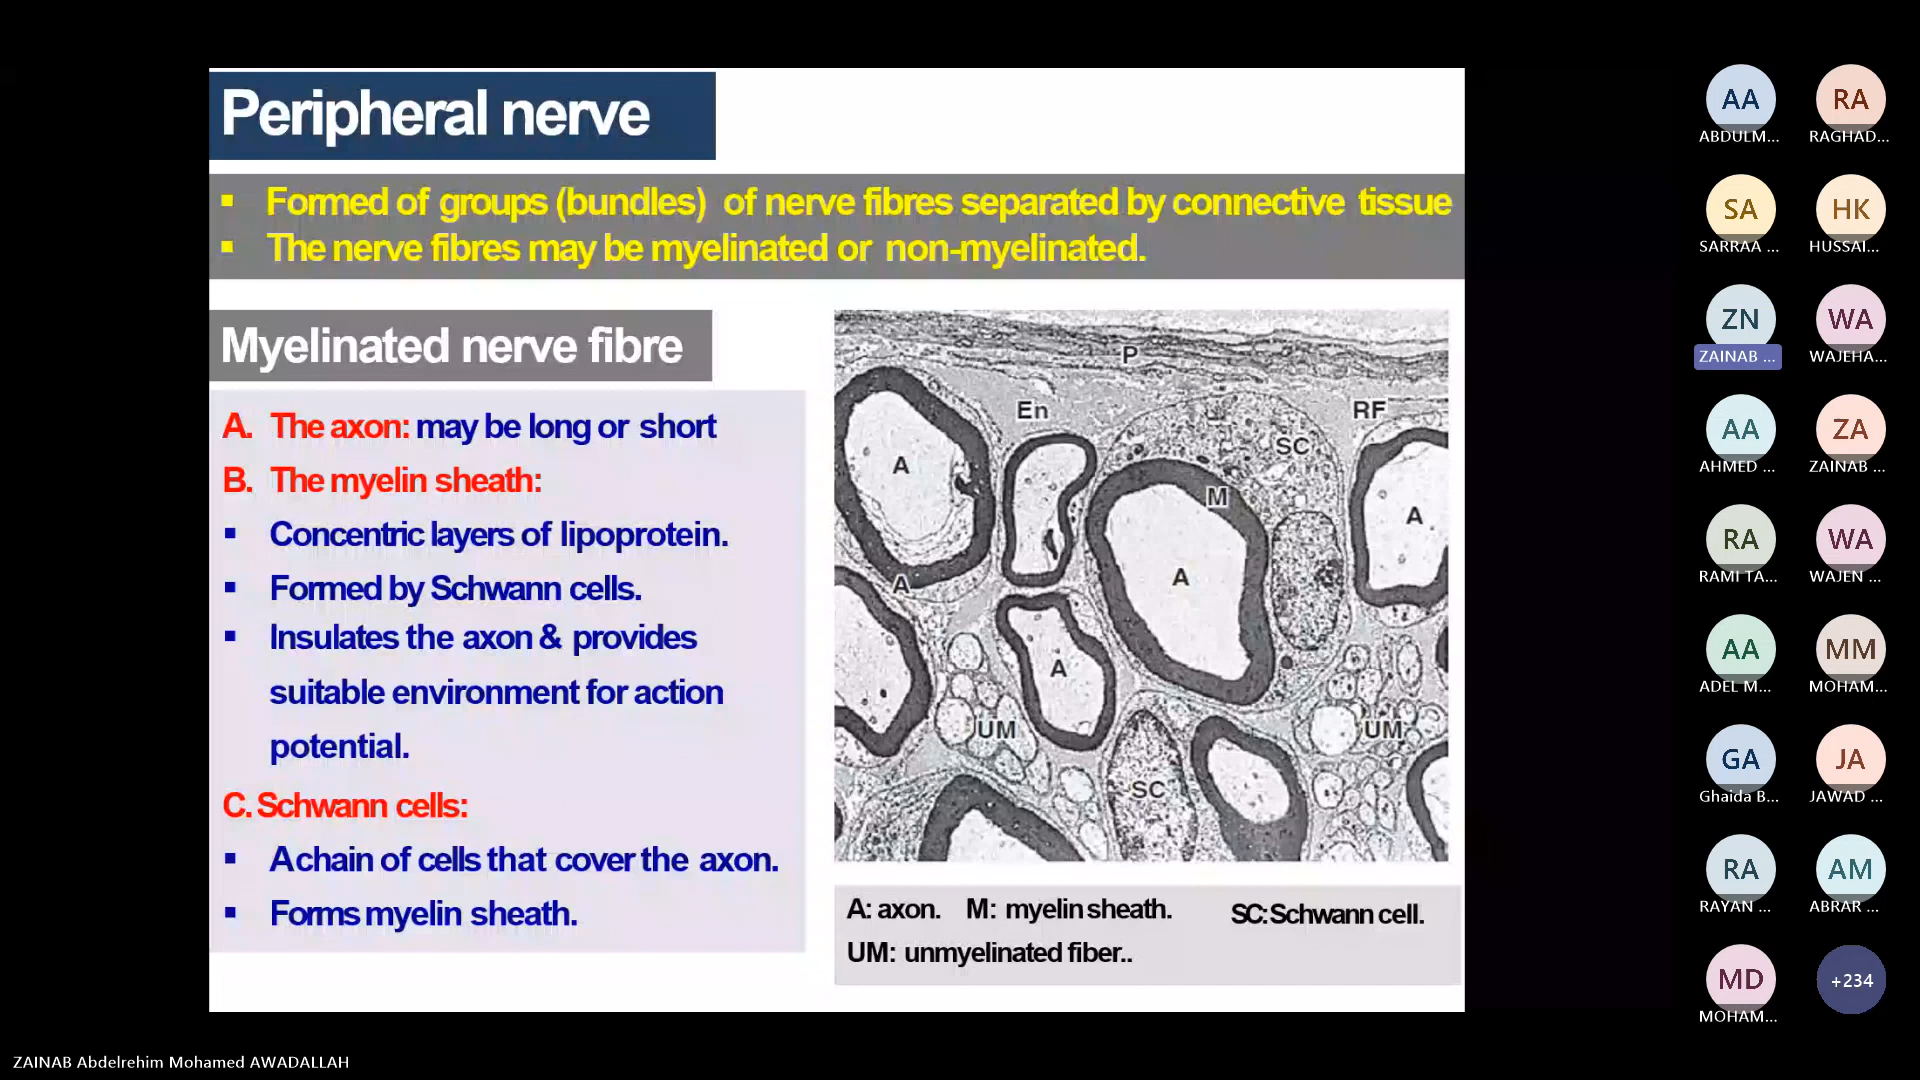 Peripheral nerve
▪ Formed of groups (bundles) of nerve fibres separated by connective tissue
▪ The nerve fibres may be myelinated or non-myelinated.
Myelinated nerve fibre
A. The axon: may be long or short
B. The myelin sheath:
▪ Concentric layers of lipoprotein.
▪ Formed by Schwann cells.
▪ Insulates the axon & provides
suitable environment for action
potential.
C. Schwann cells:
▪ A chain of cells that cover the axon.
▪ Forms myelin sheath.
P
En
RF
SC
A
M
A
A
A
A
UM
UM
SC
A: axon. M: myelin sheath. SC: Schwann cell.
UM: unmyelinated fiber..
AA
RA
ABDULM...
RAGHAD...
SA
HK
SARRAA ...
HUSSAI...
ZN
WA
ZAINAB ...
WAJEHA...
AA
ZA
AHMED ...
ZAINAB ...
RA
WA
RAMI TA...
WAJEN ...
AA
MM
ADEL M...
MOHAM...
GA
JA
Ghaida B...
JAWAD ...
RA
AM
RAYAN ...
ABRAR ...
MD
+234
MOHAM...
ZAINAB Abdelrehim Mohamed AWADALLAH